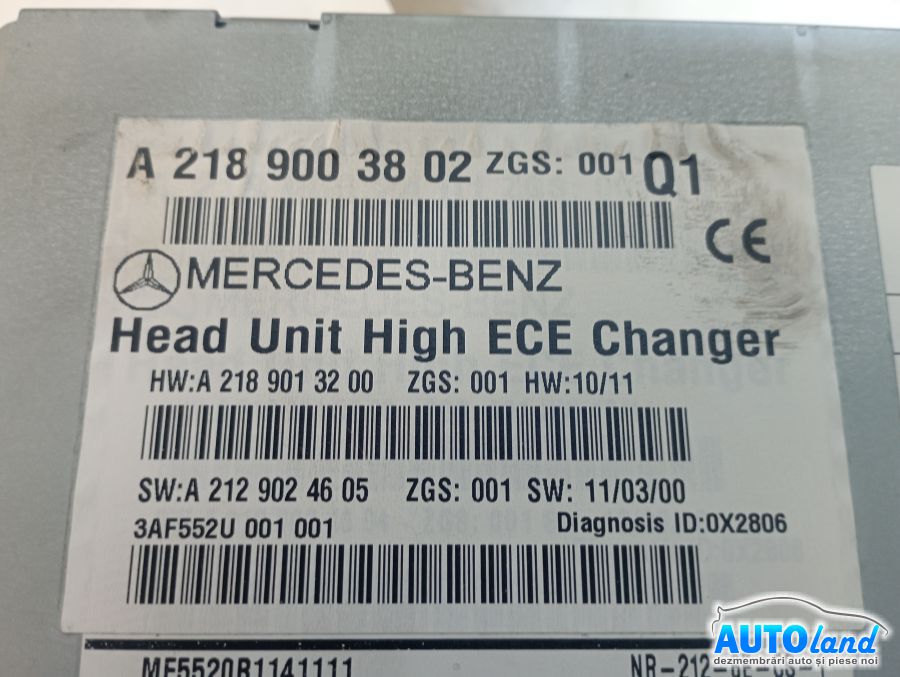 A 218 900 38 02 ZGS: 001 Q1
CE
MERCEDES-BENZ
Head Unit High ECE Changer
HW:A 218 901 32 00 ZGS: 001 HW:10/11
SW:A 212 902 46 05 ZGS: 001 SW: 11/03/00
3AF552U 001 001 Diagnosis ID:0X2806
MF5520B1141111
AUTOland
dezmembrări auto și piese noi